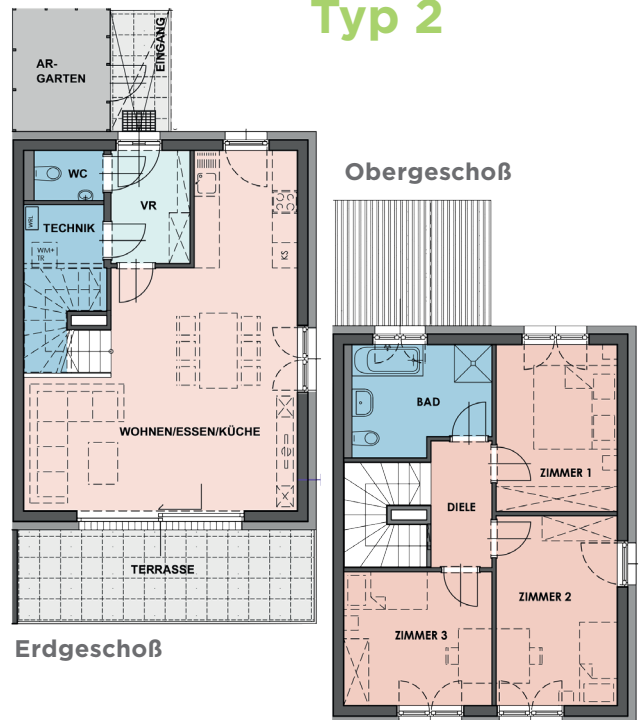 Typ 2
AR-
GARTEN
EINGANG
WC
VR
TECHNIK
WRL
WM+
TR
KS
WOHNEN/ESSEN/KÜCHE
TERRASSE
Erdgeschoß
Obergeschoß
BAD
ZIMMER 1
DIELE
ZIMMER 2
ZIMMER 3